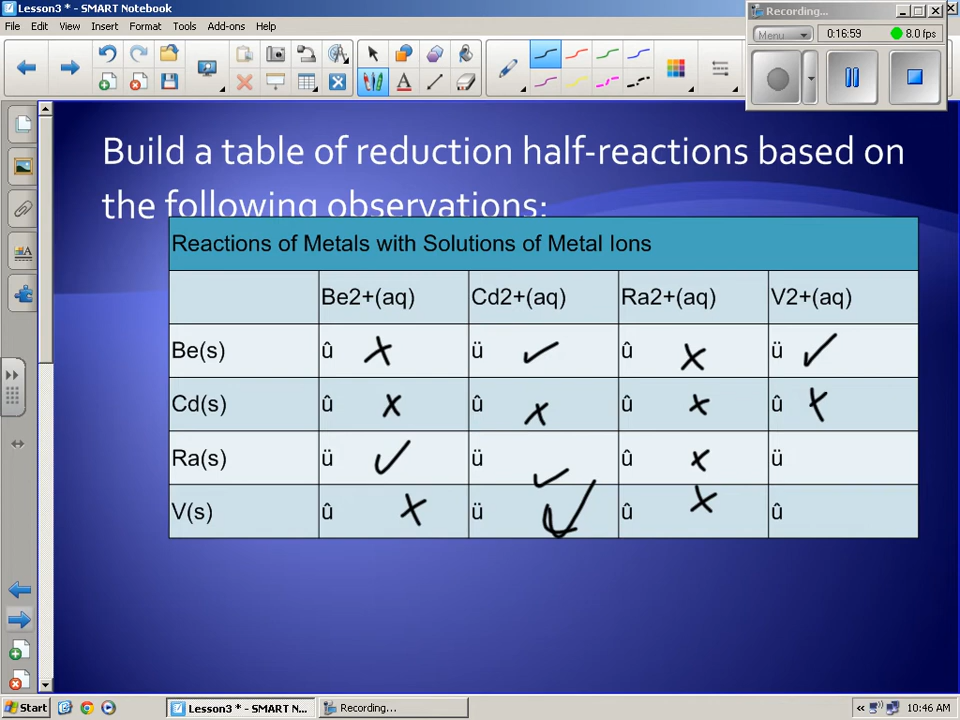 Lesson3 * - SMART Notebook
Recording...
File Edit View Insert Format Tools Add-ons Help
Menu 0:16:59 8.0 fps
Build a table of reduction half-reactions based on
the following observations:
Reactions of Metals with Solutions of Metal Ions
Be2+(aq) Cd2+(aq) Ra2+(aq) V2+(aq)
Be(s) û ü û ü
Cd(s) û û û û
Ra(s) ü ü û ü
V(s) û ü û û
Start Lesson3 * - SMART N... Recording... « 10:46 AM